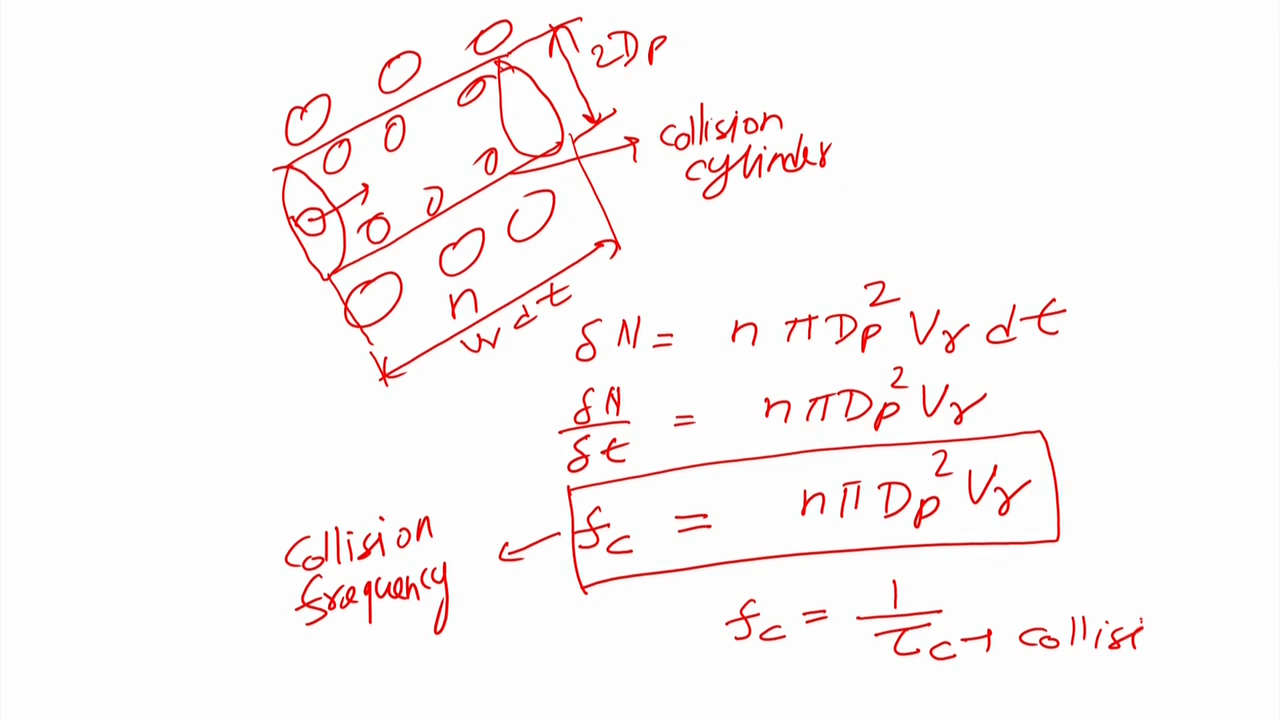 2Dp
collision
cylinder
n
Vr dt
δN = n π Dp² Vr dt
δN/δt = n π Dp² Vr
fc = n π Dp² Vr
Collision
frequency
fc = 1/τc → collisi